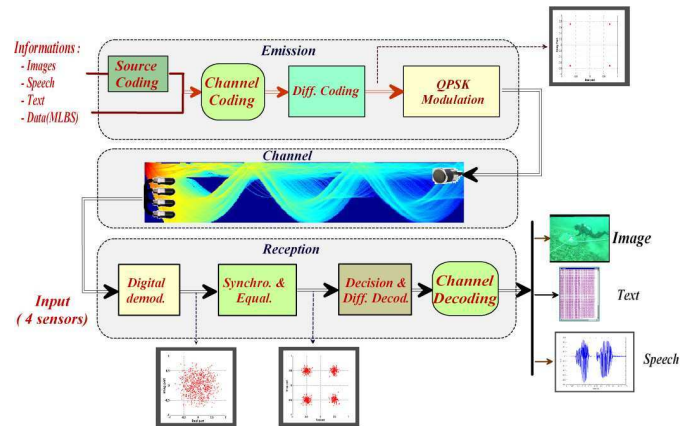 Emission
Informations :
- Images
- Speech
- Text
- Data(MLBS)
Source
Coding
Channel
Coding
Diff. Coding
QPSK
Modulation
Channel
Reception
Input
( 4 sensors)
Digital
demod.
Synchro. &
Equal.
Decision &
Diff. Decod.
Channel
Decoding
Image
Text
Speech